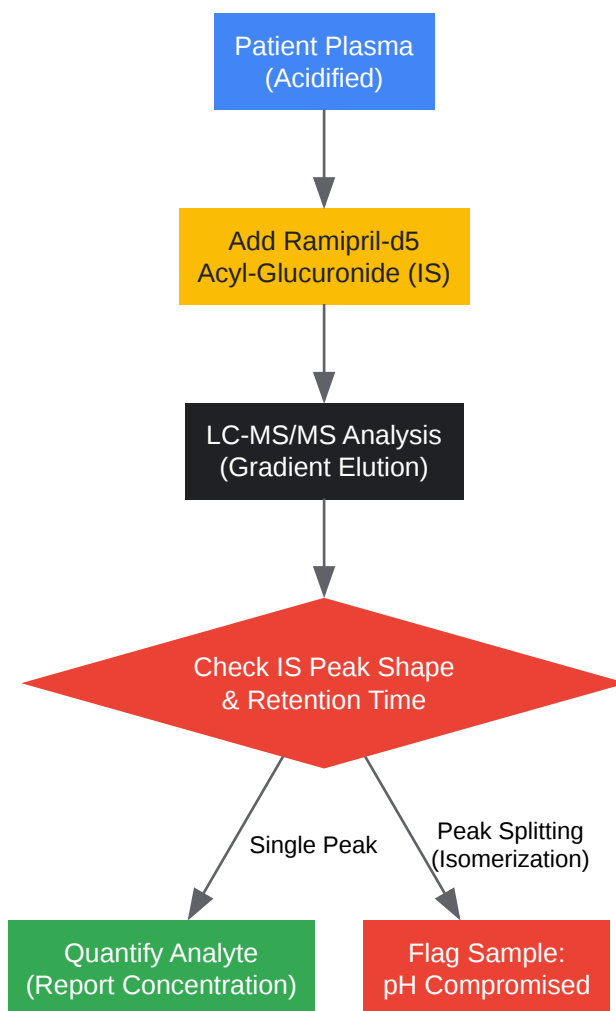 Patient Plasma
(Acidified)
Add Ramipril-d5
Acyl-Glucuronide (IS)
LC-MS/MS Analysis
(Gradient Elution)
Check IS Peak Shape
& Retention Time
Single Peak
Peak Splitting
(Isomerization)
Quantify Analyte
(Report Concentration)
Flag Sample:
pH Compromised